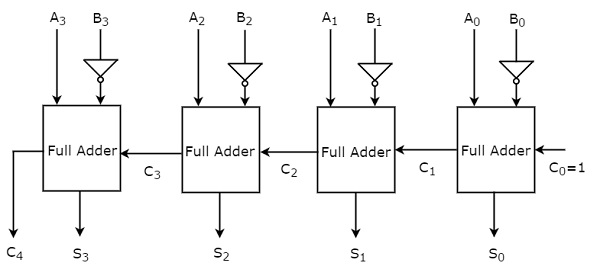 A₃ B₃ A₂ B₂ A₁ B₁ A₀ B₀
Full Adder Full Adder Full Adder Full Adder
C₃ C₂ C₁ C₀=1
C₄ S₃ S₂ S₁ S₀